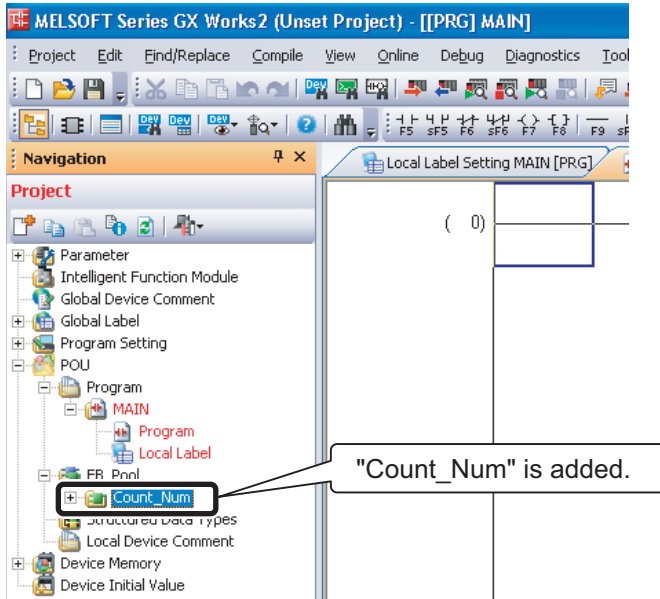 MELSOFT Series GX Works2 (Unset Project) - [[PRG] MAIN]
Project Edit Find/Replace Compile View Online Debug Diagnostics Tool
F5 sF5 F6 sF6 F7 F8 F9
Navigation
Local Label Setting MAIN [PRG]
Project
( 0)
Parameter
Intelligent Function Module
Global Device Comment
Global Label
Program Setting
POU
Program
MAIN
Program
Local Label
"Count_Num" is added.
FB_Pool
Count_Num
Structured Data Types
Local Device Comment
Device Memory
Device Initial Value